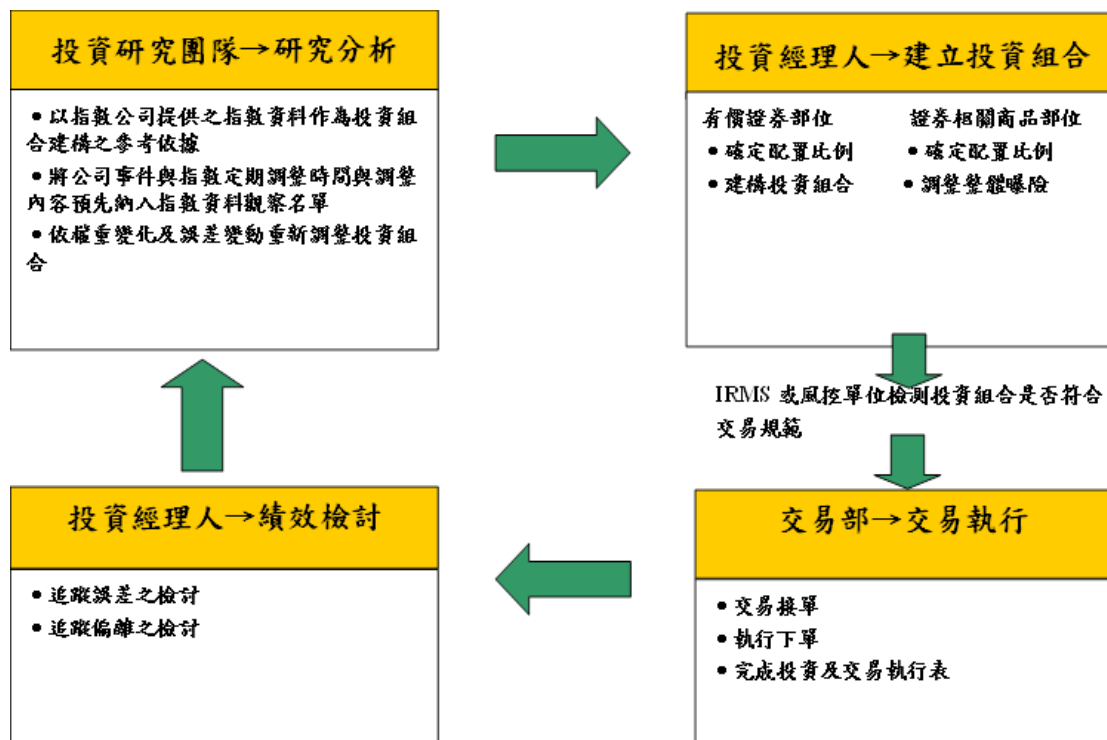 投資研究團隊→研究分析
•以指數公司提供之指數資料作為投資組
合建構之參考依據
•將公司事件與指數定期調整時間與調整
內容預先納入指數資料觀察名單
•依權重變化及誤差變動重新調整投資組
合
投資經理人→建立投資組合
有價證券部位 證券相關商品部位
•確定配置比例 •確定配置比例
•建構投資組合 •調整整體曝險
IRMS 或風控單位檢測投資組合是否符合
交易規範
交易部→交易執行
•交易接單
•執行下單
•完成投資及交易執行表
投資經理人→績效檢討
•追蹤誤差之檢討
•追蹤偏離之檢討